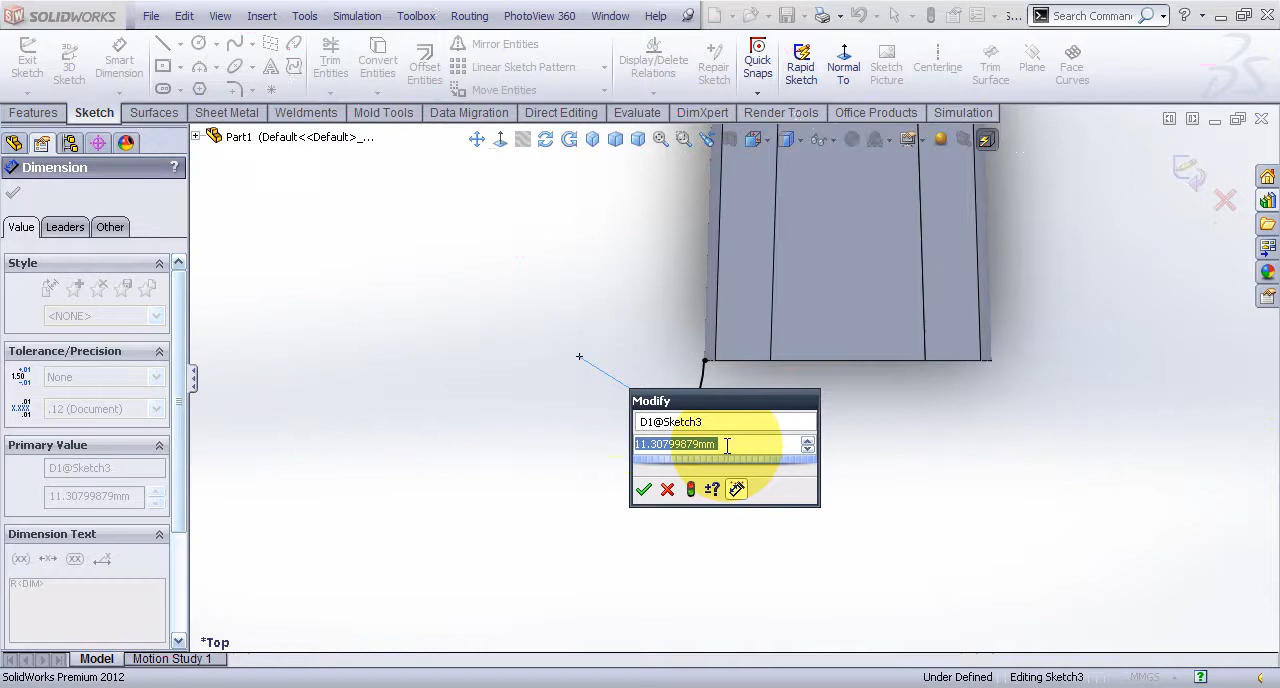 SOLIDWORKS File Edit View Insert Tools Simulation Toolbox Routing PhotoView 360 Window Help S... Search Comman
Exit Sketch 3D Sketch Smart Dimension Trim Entities Convert Entities Offset Entities Mirror Entities Display/Delete Relations Repair Sketch Quick Snaps Rapid Sketch Normal To Sketch Picture Centerline Trim Surface Plane Face Curves
Linear Sketch Pattern
Move Entities
Features Sketch Surfaces Sheet Metal Weldments Mold Tools Data Migration Direct Editing Evaluate DimXpert Render Tools Office Products Simulation
Part1 (Default<<Default>_...
Dimension ?
Value Leaders Other
Style
<NONE>
Tolerance/Precision
None
.12 (Document)
Primary Value
D1@Sketch3
11.30799879mm
Dimension Text
R<DIM>
Modify
D1@Sketch3
11.30799879mm
*Top
Model Motion Study 1
SolidWorks Premium 2012 Under Defined Editing Sketch3 MMGS